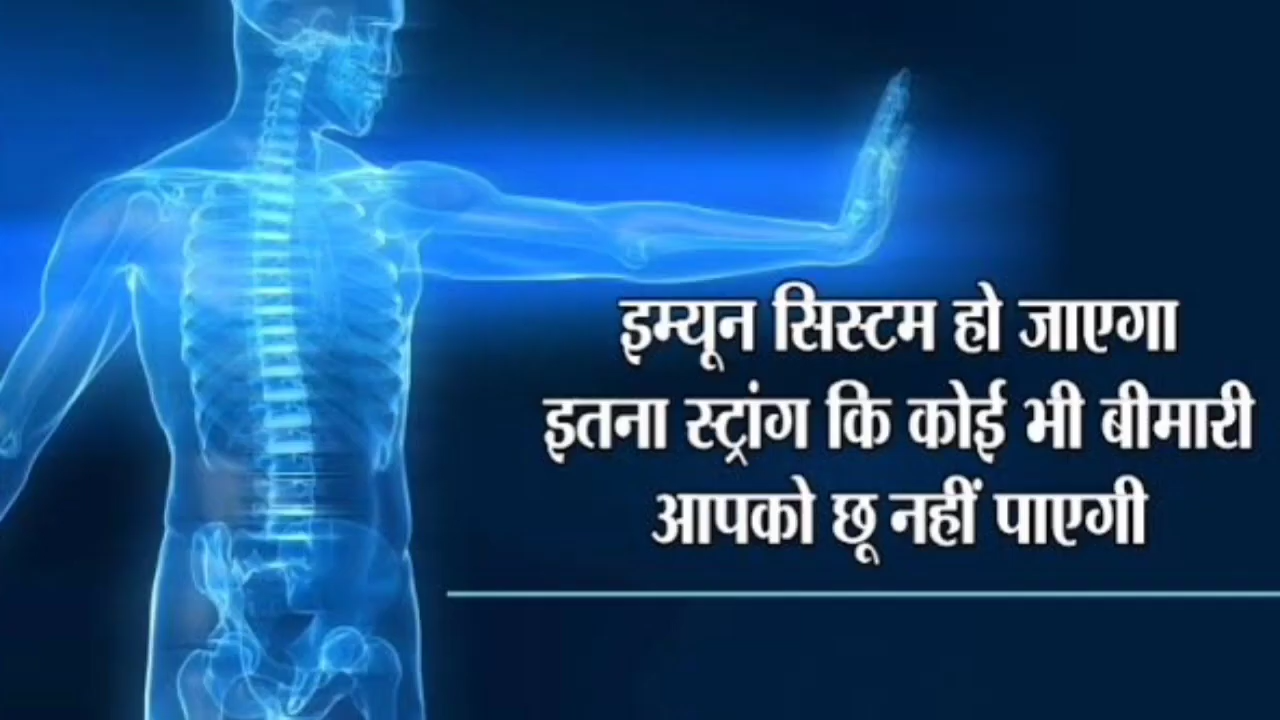 इम्यून सिस्टम हो जाएगा
इतना स्ट्रांग कि कोई भी बीमारी
आपको छू नहीं पाएगी